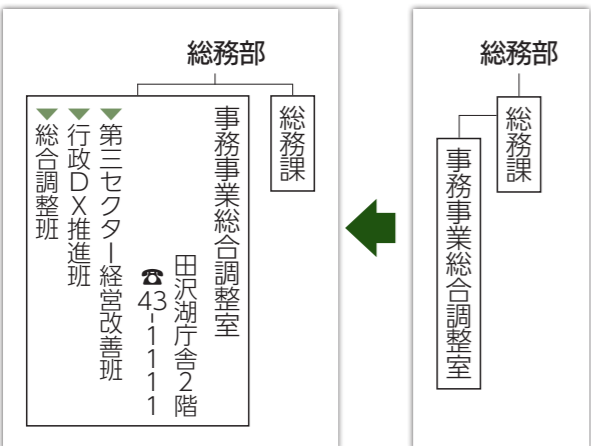 総務部
総務課
事務事業総合調整室
総務部
総務課
事務事業総合調整室
田沢湖庁舎2階
☎43-1111
▼第三セクター経営改善班
▼行政DX推進班
▼総合調整班